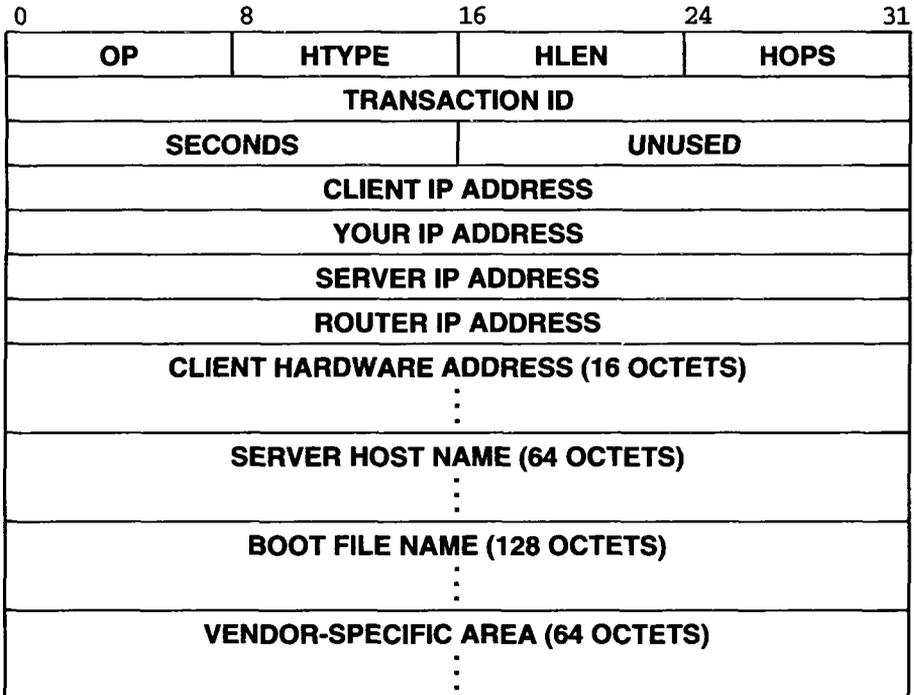 0 8 16 24 31
OP HTYPE HLEN HOPS
TRANSACTION ID
SECONDS UNUSED
CLIENT IP ADDRESS
YOUR IP ADDRESS
SERVER IP ADDRESS
ROUTER IP ADDRESS
CLIENT HARDWARE ADDRESS (16 OCTETS)
SERVER HOST NAME (64 OCTETS)
BOOT FILE NAME (128 OCTETS)
VENDOR-SPECIFIC AREA (64 OCTETS)